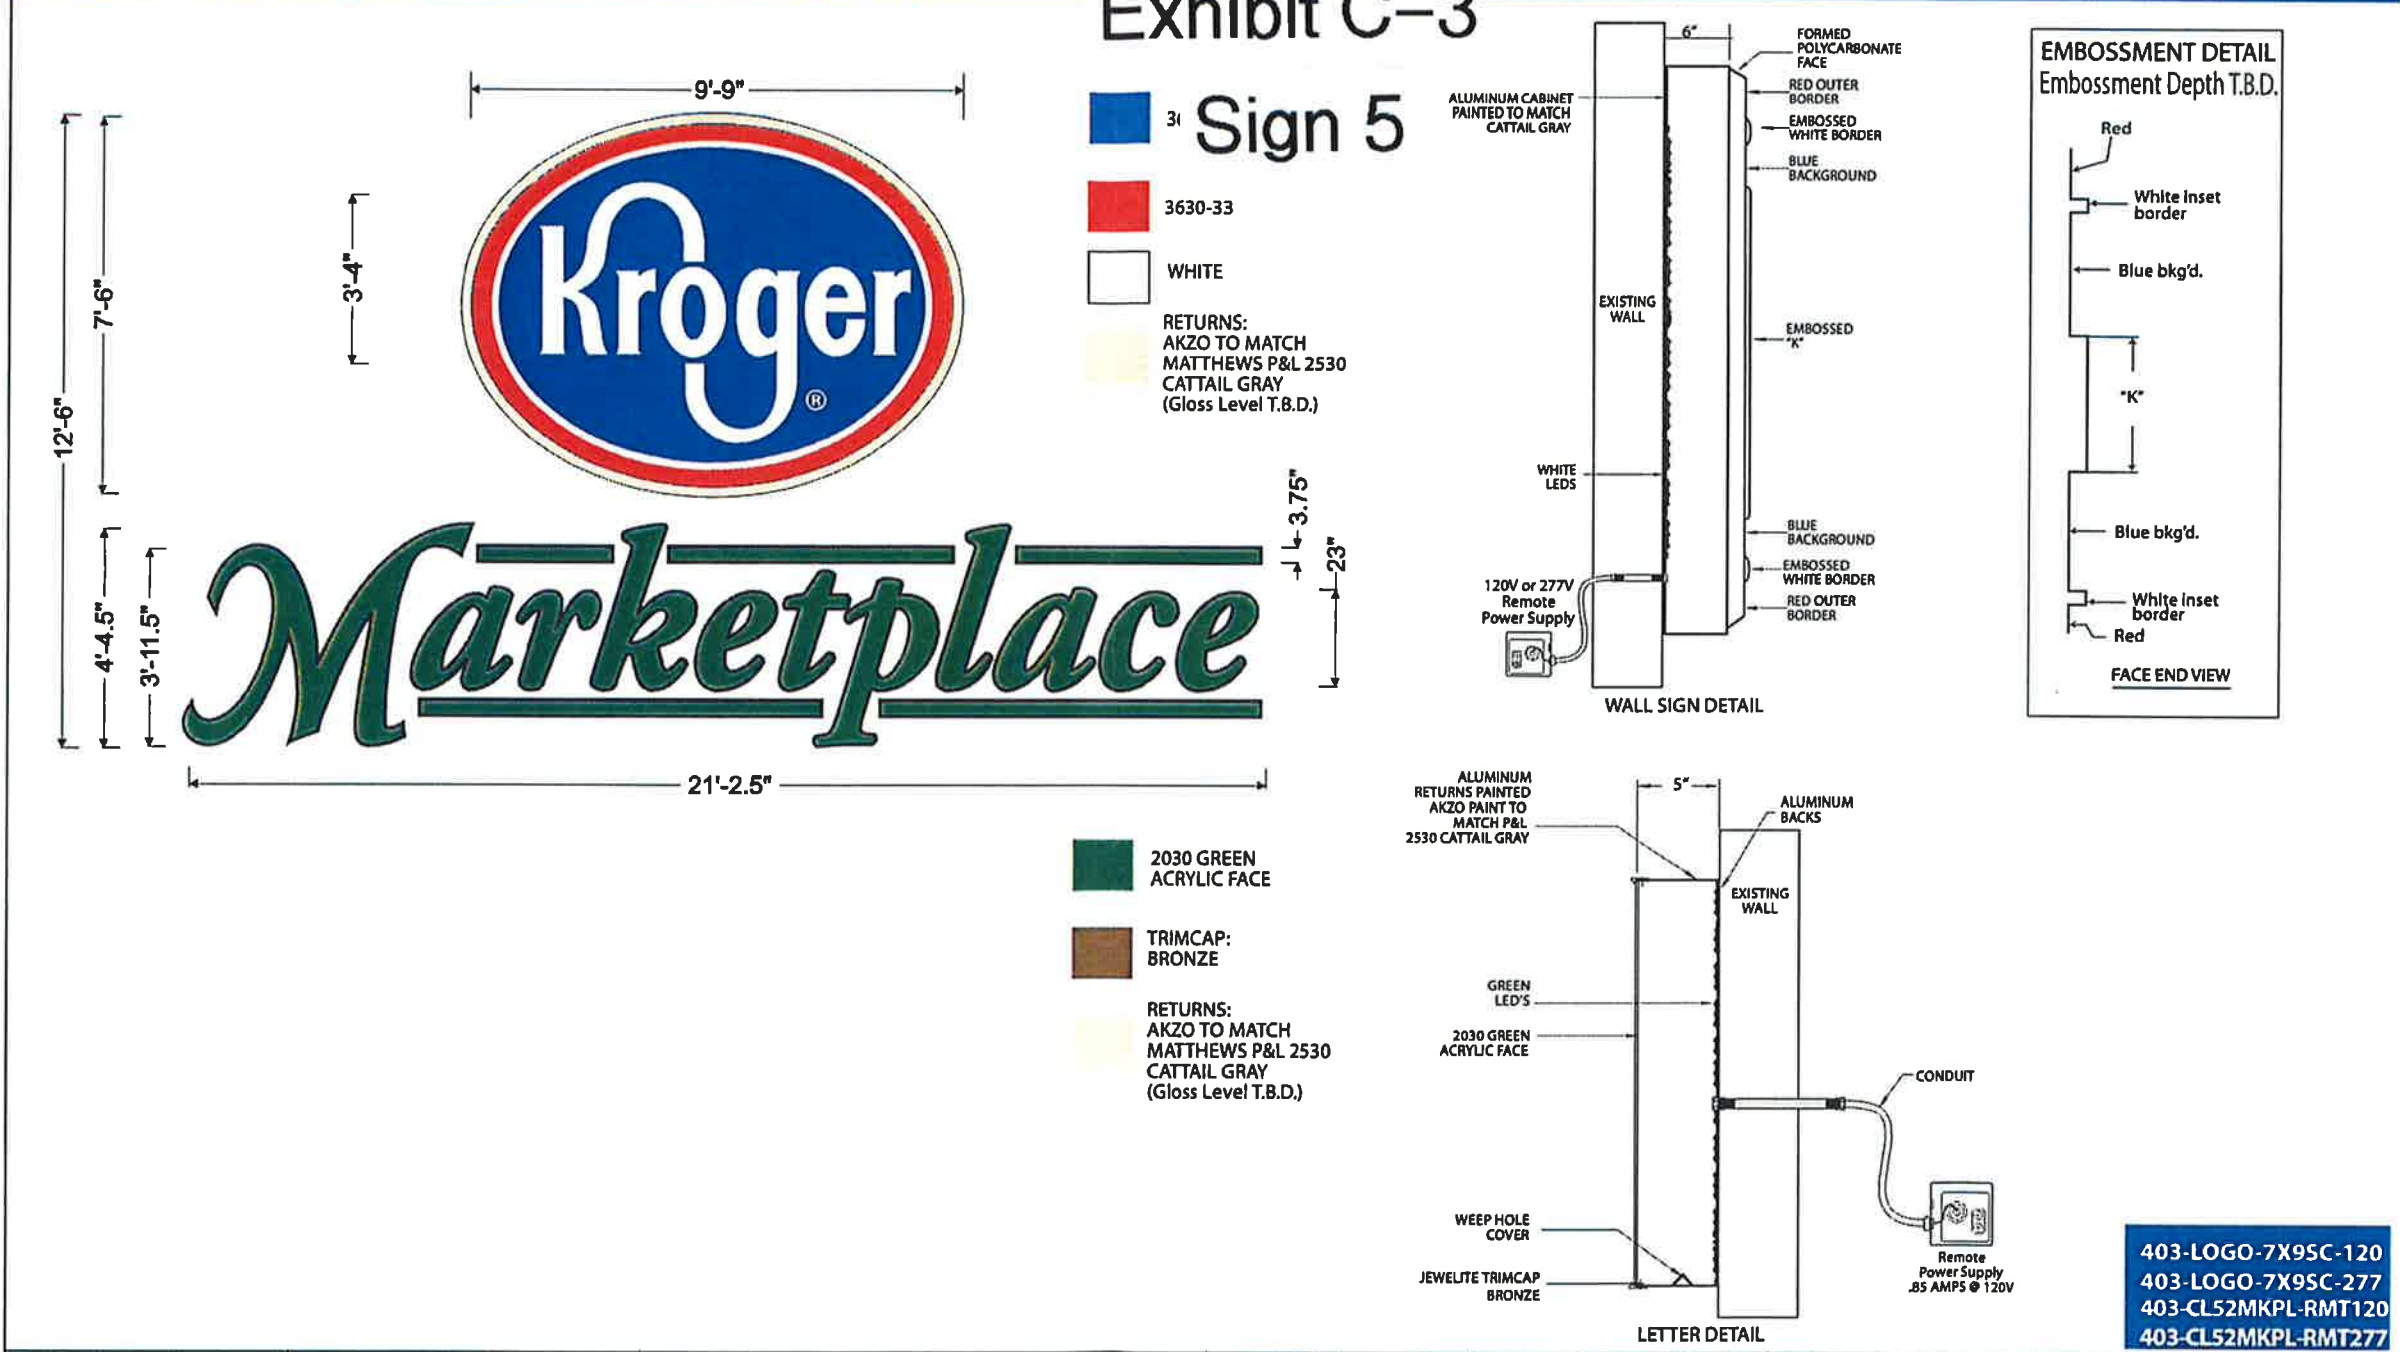 Exhibit C-3
Sign 5
9'-9"
12'-6"
7'-6"
3'-4"
Kroger
®
3630-33
WHITE
RETURNS:
AKZO TO MATCH
MATTHEWS P&L 2530
CATTAIL GRAY
(Gloss Level T.B.D.)
Marketplace
4'-4.5"
3'-11.5"
3.75"
23"
21'-2.5"
2030 GREEN
ACRYLIC FACE
TRIMCAP:
BRONZE
RETURNS:
AKZO TO MATCH
MATTHEWS P&L 2530
CATTAIL GRAY
(Gloss Level T.B.D.)
6"
FORMED
POLYCARBONATE
FACE
RED OUTER
BORDER
ALUMINUM CABINET
PAINTED TO MATCH
CATTAIL GRAY
EMBOSSED
WHITE BORDER
BLUE
BACKGROUND
EXISTING
WALL
EMBOSSED
"K"
WHITE
LEDS
BLUE
BACKGROUND
EMBOSSED
WHITE BORDER
RED OUTER
BORDER
120V or 277V
Remote
Power Supply
WALL SIGN DETAIL
EMBOSSMENT DETAIL
Embossment Depth T.B.D.
Red
White inset
border
Blue bkg'd.
"K"
Blue bkg'd.
White inset
border
Red
FACE END VIEW
ALUMINUM
RETURNS PAINTED
AKZO PAINT TO
MATCH P&L
2530 CATTAIL GRAY
5"
ALUMINUM
BACKS
EXISTING
WALL
GREEN
LED'S
2030 GREEN
ACRYLIC FACE
CONDUIT
WEEP HOLE
COVER
JEWELITE TRIMCAP
BRONZE
Remote
Power Supply
.85 AMPS @ 120V
LETTER DETAIL
403-LOGO-7X9SC-120
403-LOGO-7X9SC-277
403-CL52MKPL-RMT120
403-CL52MKPL-RMT277